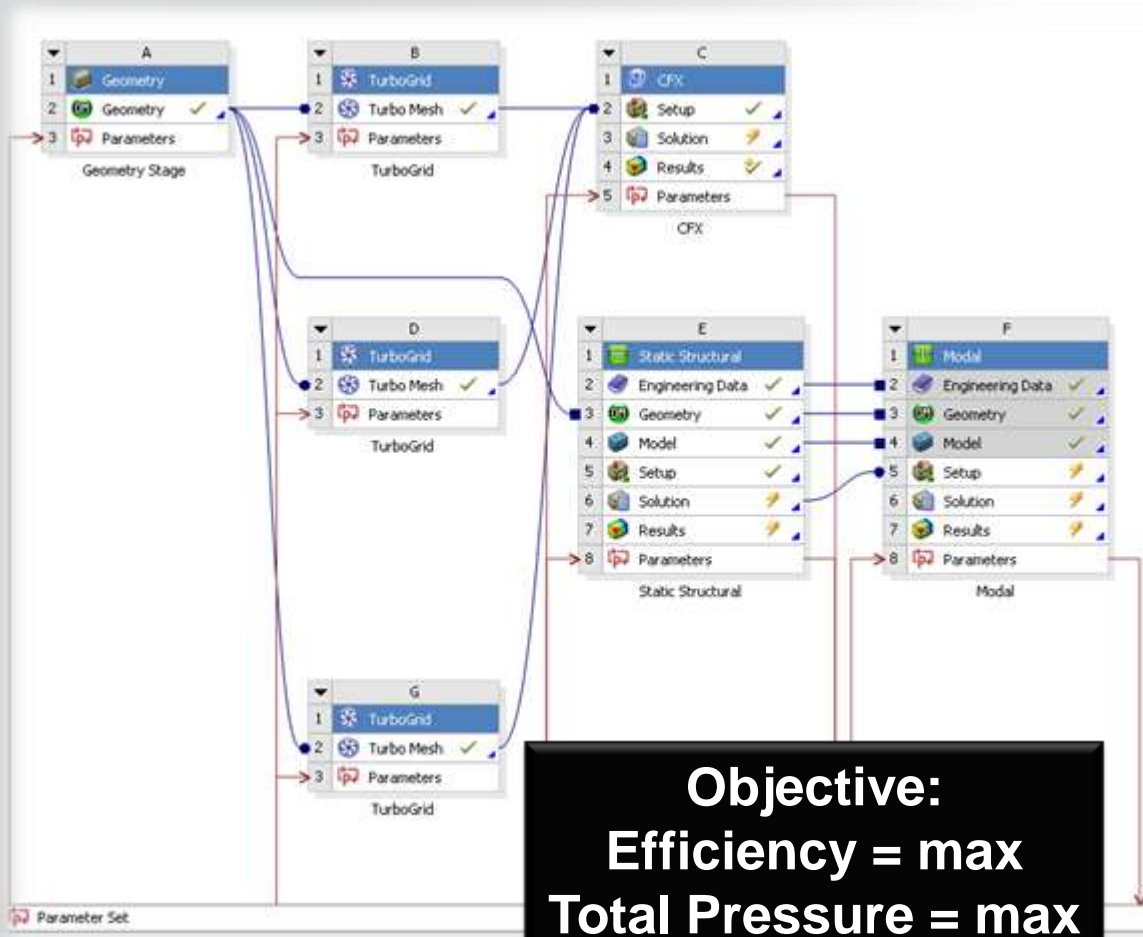 A
1 Geometry
2 Geometry
3 Parameters
Geometry Stage
B
1 TurboGrid
2 Turbo Mesh
3 Parameters
TurboGrid
C
1 CFX
2 Setup
3 Solution
4 Results
5 Parameters
CFX
D
1 TurboGrid
2 Turbo Mesh
3 Parameters
TurboGrid
E
1 Static Structural
2 Engineering Data
3 Geometry
4 Model
5 Setup
6 Solution
7 Results
8 Parameters
Static Structural
F
1 Modal
2 Engineering Data
3 Geometry
4 Model
5 Setup
6 Solution
7 Results
8 Parameters
Modal
G
1 TurboGrid
2 Turbo Mesh
3 Parameters
TurboGrid
Objective:
Efficiency = max
Total Pressure = max
Parameter Set